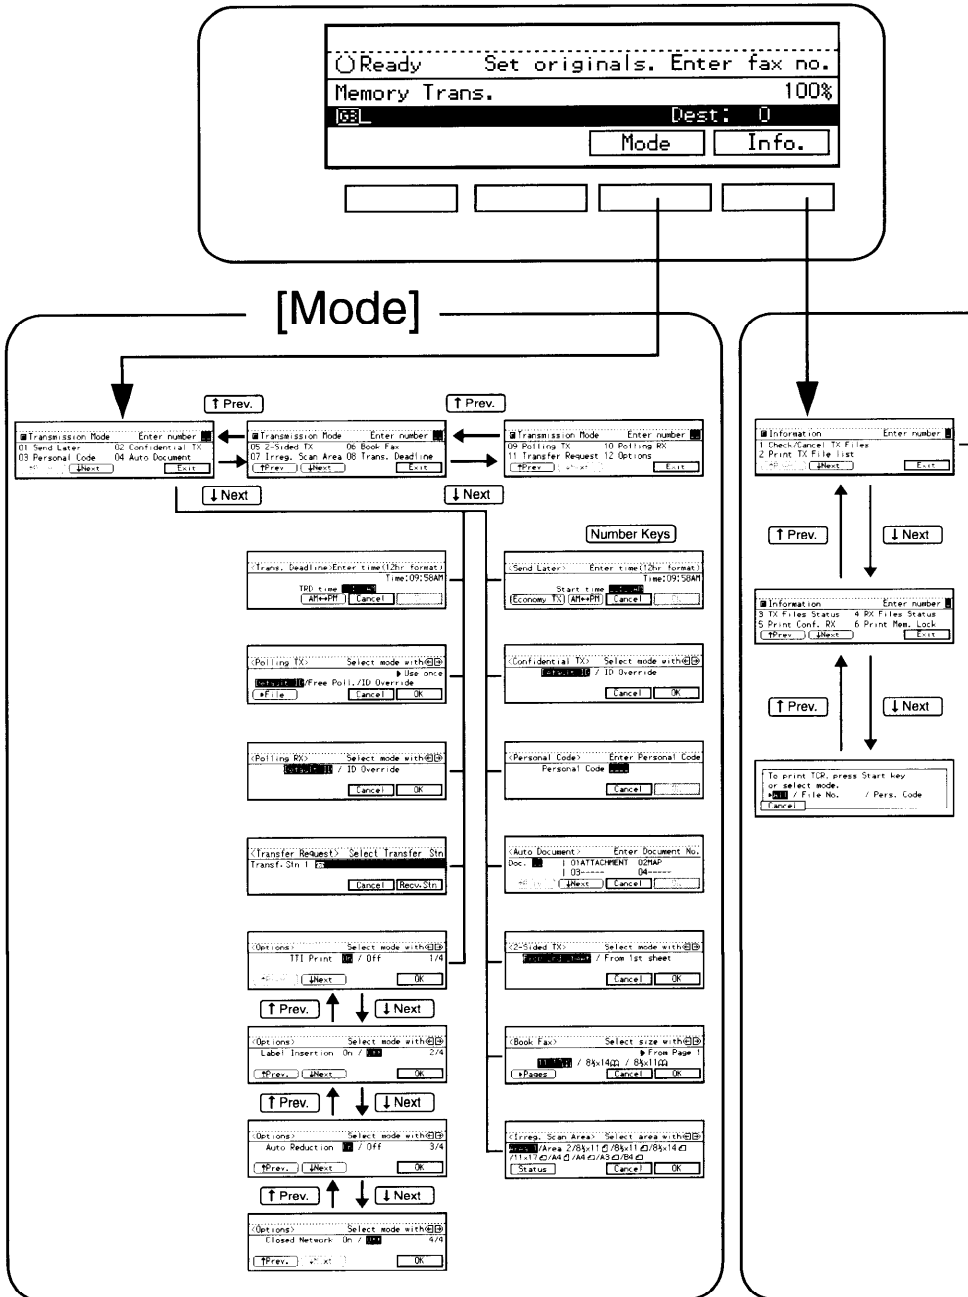 Ready Set originals. Enter fax no.
Memory Trans. 100%
GB Dest: 0
Mode Info.
[Mode]
↑ Prev. ↑ Prev.
Transmission Mode Enter number
01 Send Later 02 Confidential TX
03 Personal Code 04 Auto Document
↓Next Exit
Transmission Mode Enter number
05 2-Sided TX 06 Book Fax
07 Irreg. Scan Area 08 Trans. Deadline
↑Prev ↓Next Exit
Transmission Mode Enter number
09 Polling TX 10 Polling RX
11 Transfer Request 12 Options
↑Prev Exit
↓ Next ↓ Next
Number Keys
<Trans. Deadline>Enter time(12hr format)
Time:09:58AM
TRD time
AM↔PM Cancel
<Send Later> Enter time(12hr format)
Time:09:58AM
Start time
Economy TX AM↔PM Cancel
<Polling TX> Select mode with←→
▶Use once
Default ID/Free Poll./ID Override
▶File Cancel OK
<Confidential TX> Select mode with←→
Default ID / ID Override
Cancel OK
<Polling RX> Select mode with←→
Default ID / ID Override
Cancel OK
<Personal Code> Enter Personal Code
Personal Code
Cancel
<Transfer Request> Select Transfer Stn
Transf.Stn 1
Cancel Recv.Stn
<Auto Document> Enter Document No.
Doc. | 01ATTACHMENT 02MAP
| 03----- 04-----
↓Next Cancel
<Options> Select mode with←→
TTI Print On / Off 1/4
↓Next OK
<2-Sided TX> Select mode with←→
/ From 1st sheet
Cancel OK
↑ Prev. ↓ Next
<Options> Select mode with←→
Label Insertion On / Off 2/4
↑Prev. ↓Next OK
<Book Fax> Select size with←→
▶From Page 1
/ 8½x14 / 8½x11
▶Pages Cancel OK
↑ Prev. ↓ Next
<Options> Select mode with←→
Auto Reduction On / Off 3/4
↑Prev. ↓Next OK
<Irreg. Scan Area> Select area with←→
Area 1/Area 2/8½x11/8½x11/8½x14
/11x17/A4/A4/A3/B4
Status Cancel OK
↑ Prev. ↓ Next
<Options> Select mode with←→
Closed Network On / Off 4/4
↑Prev. OK
Information Enter number
1 Check/Cancel TX Files
2 Print TX File list
↓Next Exit
↑ Prev. ↓ Next
Information Enter number
3 TX Files Status 4 RX Files Status
5 Print Conf. RX 6 Print Mem. Lock
↑Prev ↓Next Exit
↑ Prev. ↓ Next
To print TCR, press Start key
or select mode.
▶All / File No. / Pers. Code
Cancel